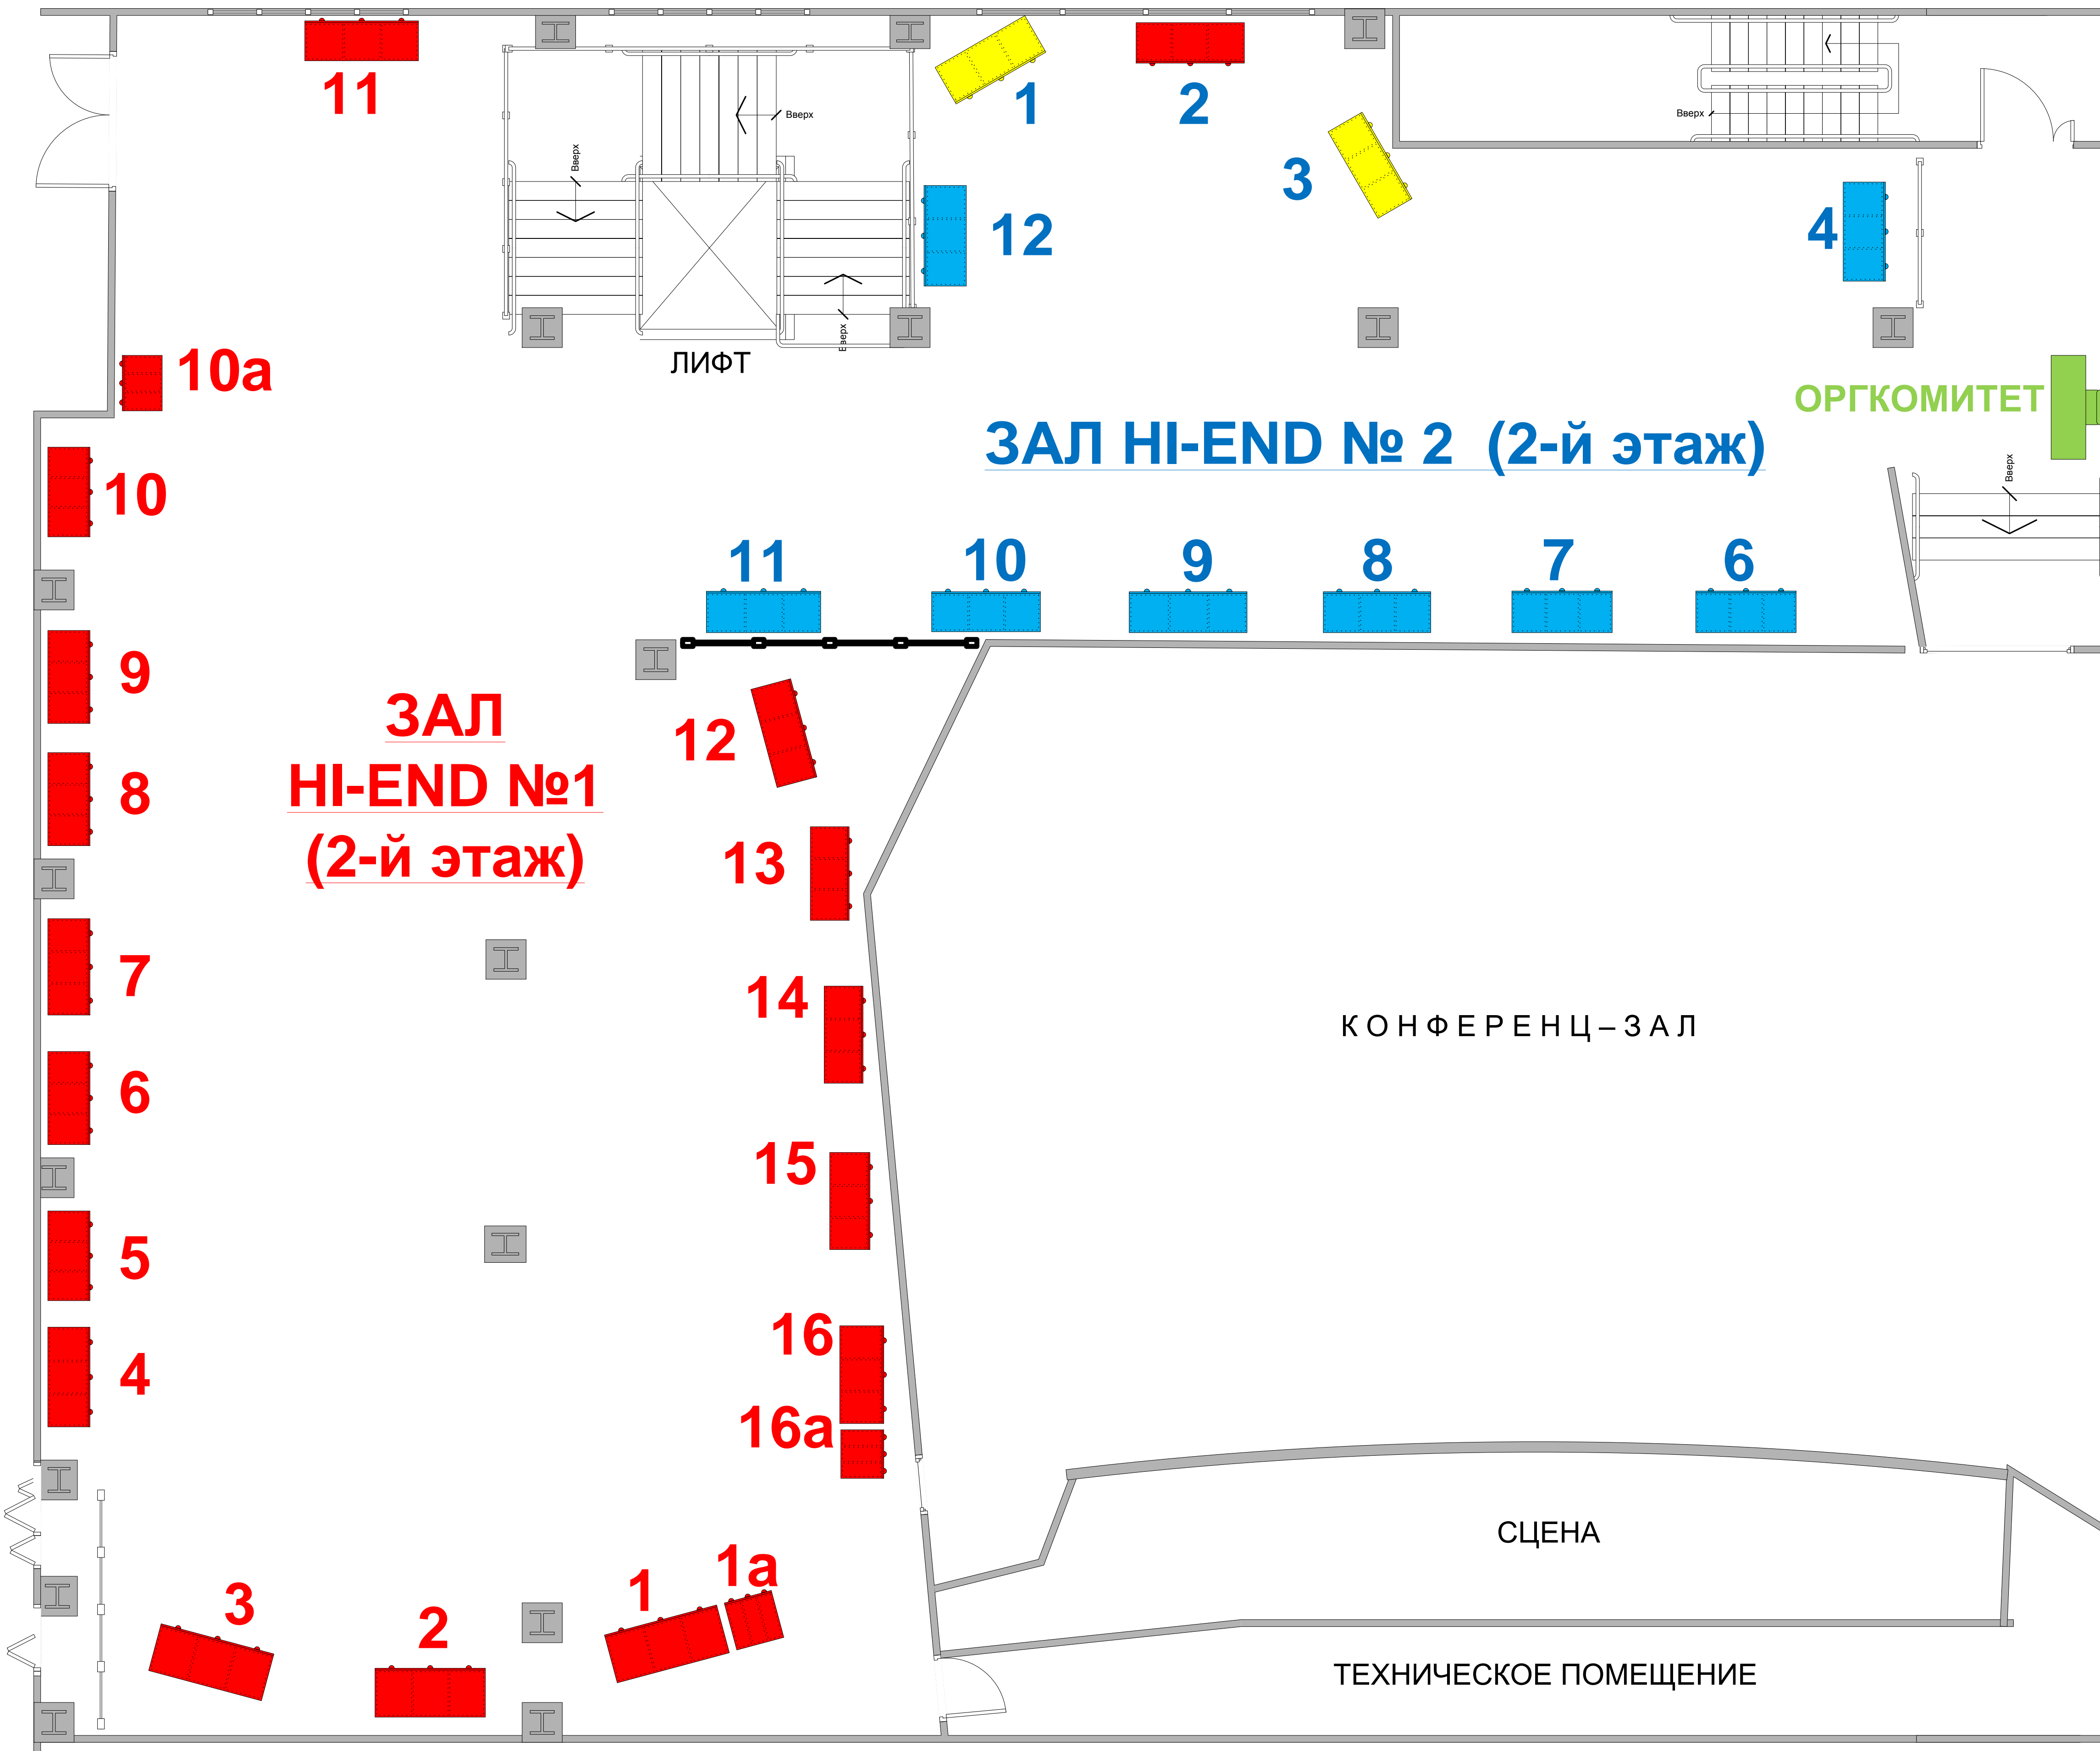 11
1
2
3
12
4
Вверх
Вверх
Вверх
Вверх
ЛИФТ
10а
ОРГКОМИТЕТ
ЗАЛ HI-END № 2 (2-й этаж)
Вверх
10
11
10
9
8
7
6
9
ЗАЛ
HI-END №1
(2-й этаж)
12
8
13
7
14
КОНФЕРЕНЦ–ЗАЛ
6
15
5
16
4
16а
СЦЕНА
3
2
1
1а
ТЕХНИЧЕСКОЕ ПОМЕЩЕНИЕ